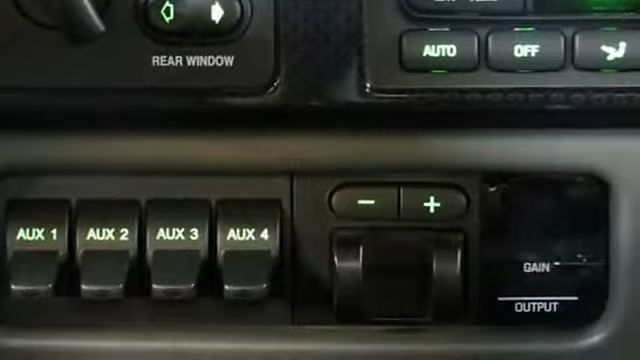 REAR WINDOW
AUTO
OFF
AUX 1
AUX 2
AUX 3
AUX 4
− +
GAIN
OUTPUT